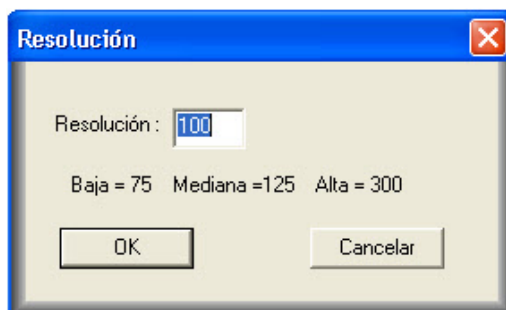 Resolución
Resolución : 100
Baja = 75 Mediana =125 Alta = 300
OK Cancelar